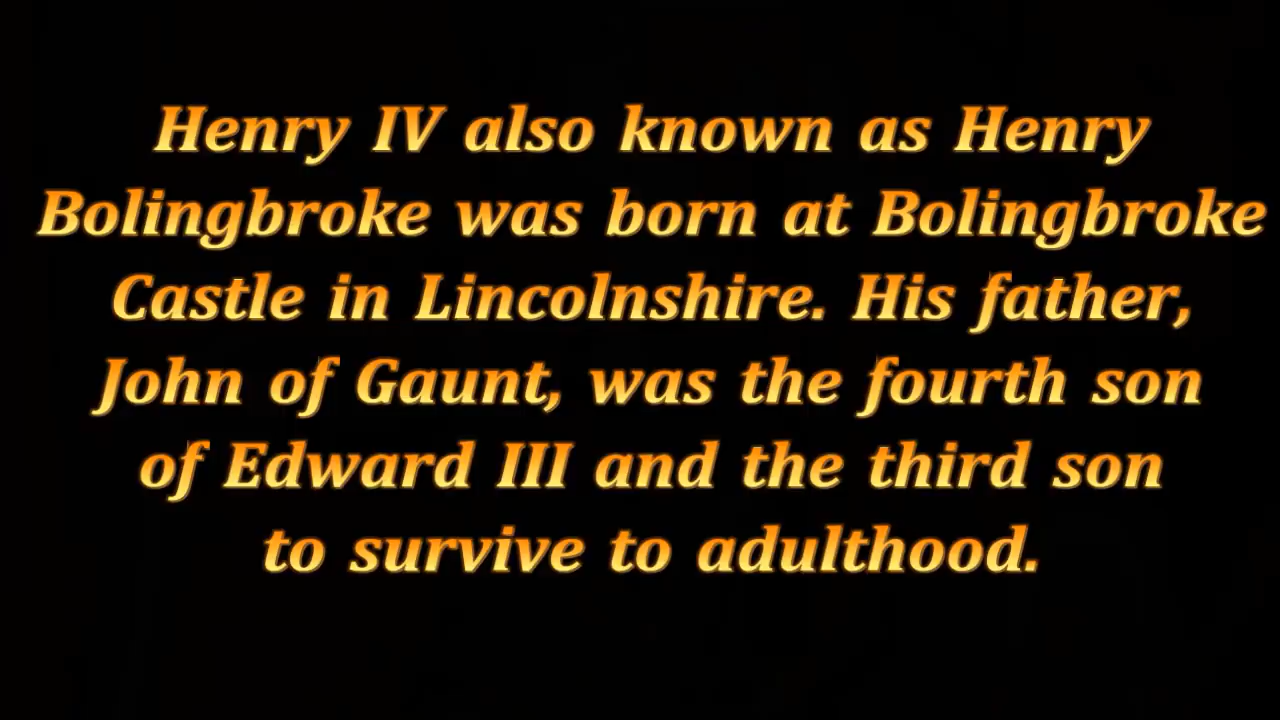 Henry IV also known as Henry
Bolingbroke was born at Bolingbroke
Castle in Lincolnshire. His father,
John of Gaunt, was the fourth son
of Edward III and the third son
to survive to adulthood.